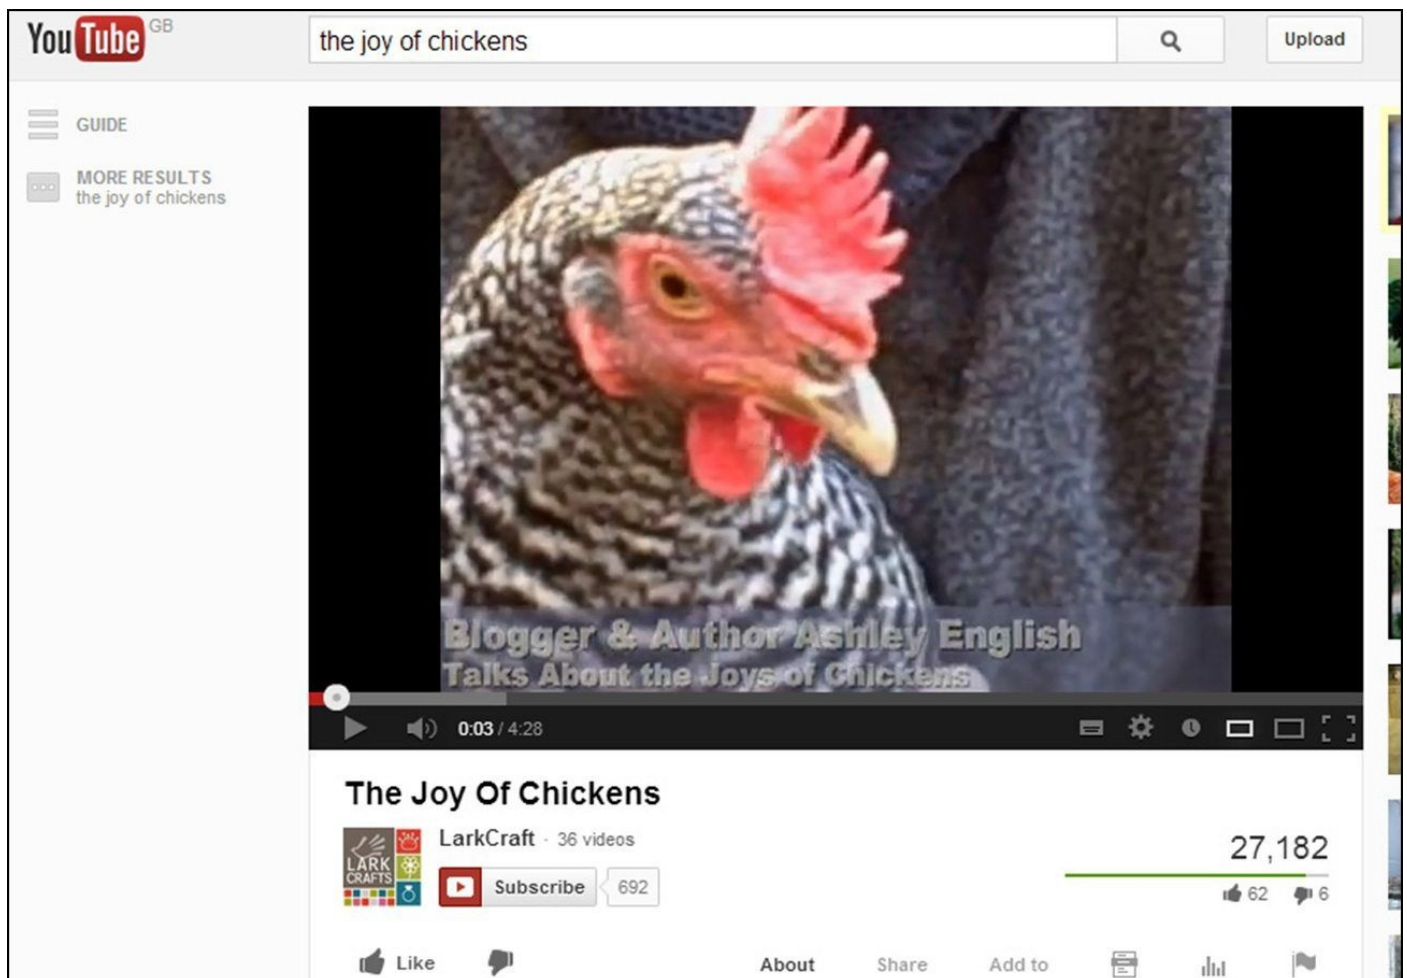 YouTube GB
the joy of chickens
Upload
GUIDE
MORE RESULTS
the joy of chickens
Blogger & Author Ashley English
Talks About the Joys of Chickens
0:03 / 4:28
The Joy Of Chickens
LARK
CRAFTS
LarkCraft · 36 videos
27,182
Subscribe 692
62 6
Like
About Share Add to